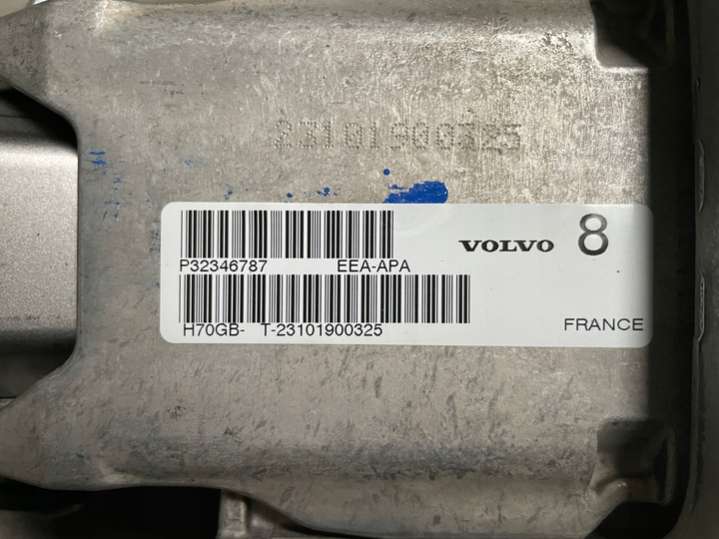 23101900325
VOLVO 8
P32346787 EEA-APA
H70GB- T-23101900325
FRANCE